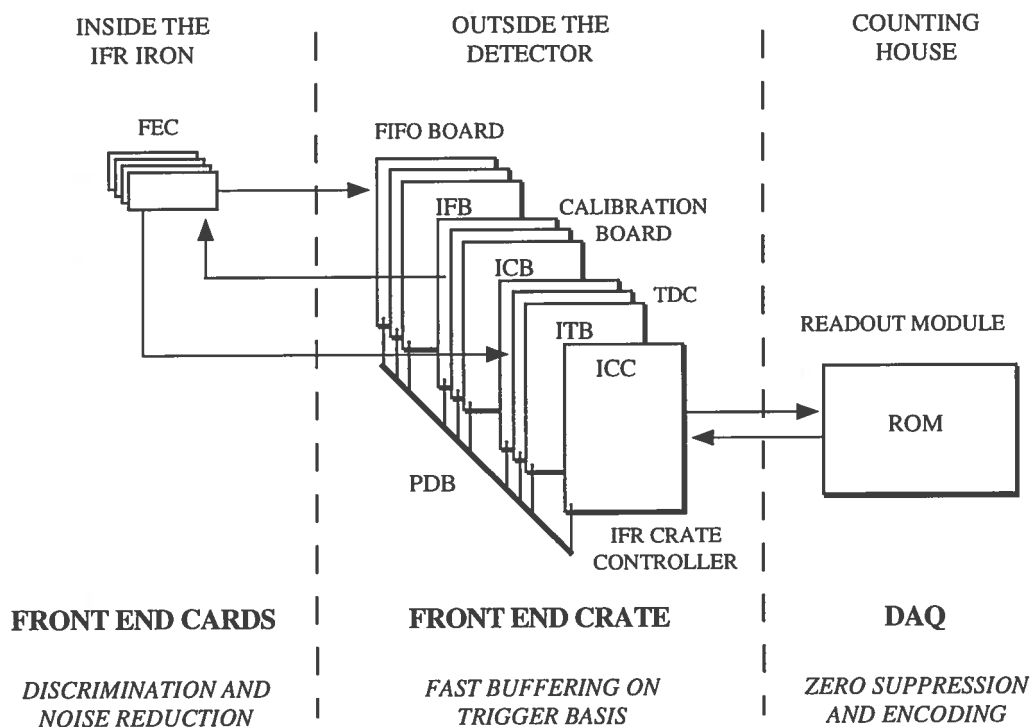 INSIDE THE
IFR IRON
OUTSIDE THE
DETECTOR
COUNTING
HOUSE
FEC
FIFO BOARD
IFB
CALIBRATION
BOARD
ICB
TDC
ITB
ICC
READOUT MODULE
ROM
PDB
IFR CRATE
CONTROLLER
FRONT END CARDS
FRONT END CRATE
DAQ
DISCRIMINATION AND
NOISE REDUCTION
FAST BUFFERING ON
TRIGGER BASIS
ZERO SUPPRESSION
AND ENCODING